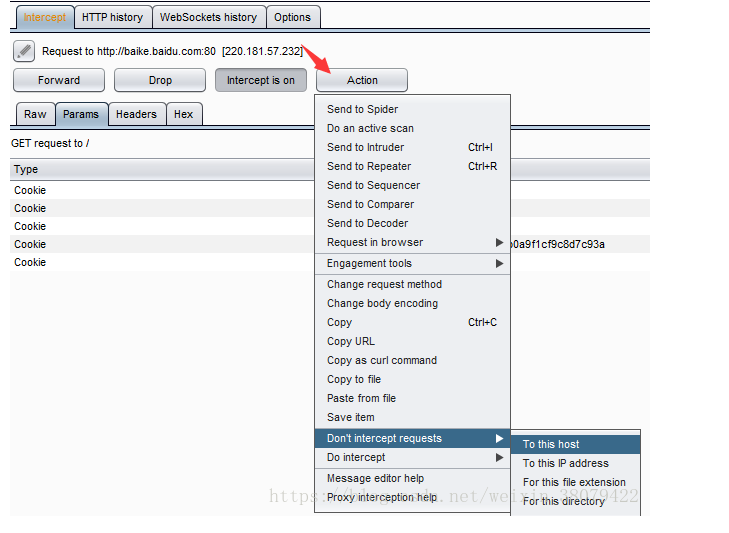 Intercept HTTP history WebSockets history Options
Request to http://baike.baidu.com:80 [220.181.57.232]
Forward Drop Intercept is on Action
Raw Params Headers Hex
GET request to /
Type
Cookie
Cookie
Cookie
Cookie
Cookie
Send to Spider
Do an active scan
Send to Intruder Ctrl+I
Send to Repeater Ctrl+R
Send to Sequencer
Send to Comparer
Send to Decoder
Request in browser
0a9f1cf9c8d7c93a
Engagement tools
Change request method
Change body encoding
Copy Ctrl+C
Copy URL
Copy as curl command
Copy to file
Paste from file
Save item
Don't intercept requests
Do intercept
Message editor help
Proxy interception help
To this host
To this IP address
For this file extension
For this directory
https://blog.csdn.net/weixin_38079422